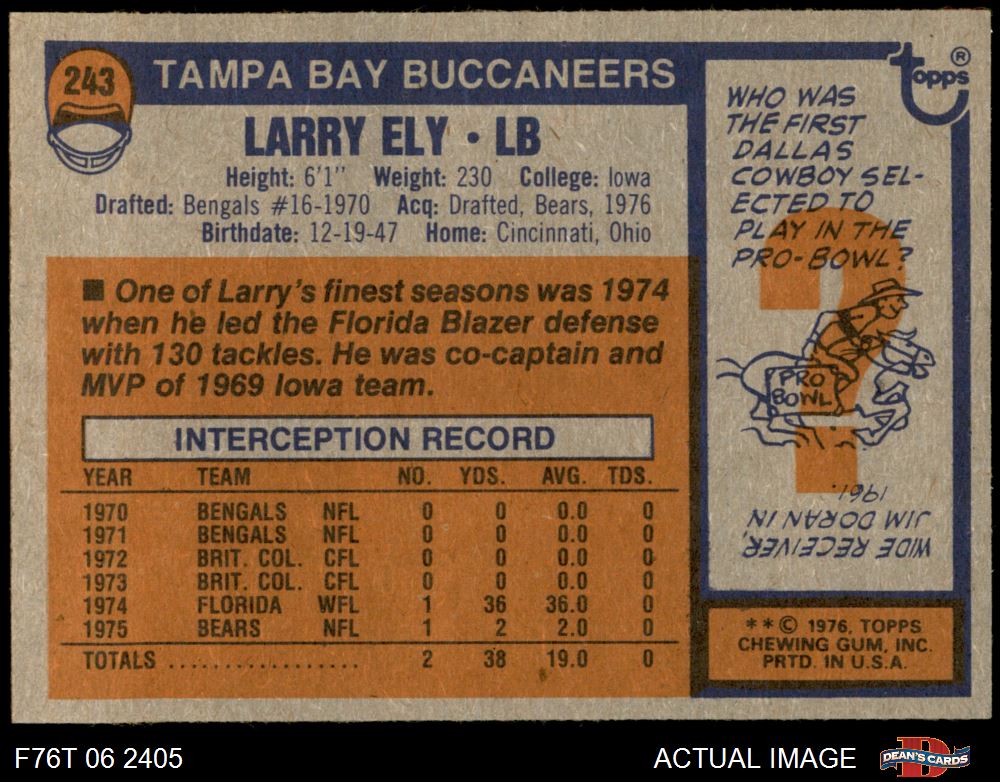 243
TAMPA BAY BUCCANEERS
Topps ®
LARRY ELY • LB
Height: 6'1" Weight: 230 College: Iowa
Drafted: Bengals #16-1970 Acq: Drafted, Bears, 1976
Birthdate: 12-19-47 Home: Cincinnati, Ohio
■ One of Larry's finest seasons was 1974
when he led the Florida Blazer defense
with 130 tackles. He was co-captain and
MVP of 1969 Iowa team.
INTERCEPTION RECORD
YEAR TEAM NO. YDS. AVG. TDS.
1970 BENGALS NFL 0 0 0.0 0
1971 BENGALS NFL 0 0 0.0 0
1972 BRIT. COL. CFL 0 0 0.0 0
1973 BRIT. COL. CFL 0 0 0.0 0
1974 FLORIDA WFL 1 36 36.0 0
1975 BEARS NFL 1 2 2.0 0
TOTALS .................. 2 38 19.0 0
WHO WAS
THE FIRST
DALLAS
COWBOY SEL-
ECTED TO
PLAY IN THE
PRO-BOWL?
?
PRO
BOWL
WIDE RECEIVER,
JIM DORAN IN
1961.
**© 1976, TOPPS
CHEWING GUM, INC.
PRTD. IN U.S.A.
F76T 06 2405
ACTUAL IMAGE
D
DEAN'S CARDS